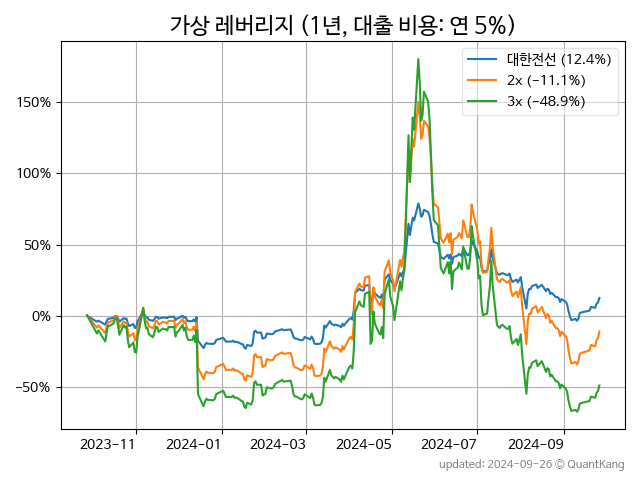 가상 레버리지 (1년, 대출 비용: 연 5%)
대한전선 (12.4%)
2x (−11.1%)
3x (−48.9%)
150%
100%
50%
0%
−50%
2023-11
2024-01
2024-03
2024-05
2024-07
2024-09
updated: 2024-09-26 © QuantKang